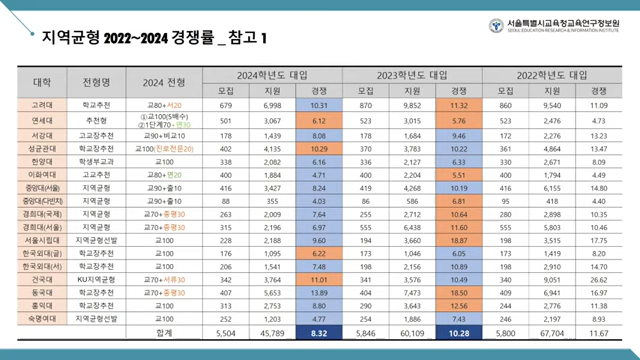 서울특별시교육청교육연구정보원
SEOUL EDUCATION RESEARCH & INFORMATION INSTITUTE
지역균형 2022~2024 경쟁률 _ 참고 1
대학 전형명 2024 전형 2024학년도 대입 2023학년도 대입 2022학년도 대입
모집 지원 경쟁 모집 지원 경쟁 모집 지원 경쟁
고려대 학교추천 교80+서20 679 6,998 10.31 870 9,852 11.32 860 9,540 11.09
연세대 추천형 ①교100(5배수) ②1단계70+면30 501 3,067 6.12 523 3,015 5.76 523 2,476 4.73
서강대 고교장추천 교90+비교10 178 1,439 8.08 178 1,684 9.46 172 2,276 13.23
성균관대 학교장추천 교100(진로전문20) 402 4,135 10.29 370 3,783 10.22 361 4,864 13.47
한양대 학생부교과 교100 338 2,082 6.16 336 2,127 6.33 330 2,671 8.09
이화여대 고교추천 교80+면20 400 1,884 4.71 400 2,204 5.51 400 1,794 4.49
중앙대(서울) 지역균형 교90+출10 416 3,427 8.24 419 4,268 10.19 416 6,155 14.80
중앙대(다빈치) 지역균형 교90+출10 88 355 4.03 86 586 6.81 95 418 4.40
경희대(국제) 지역균형 교70+종평30 263 2,009 7.64 255 2,712 10.64 280 2,898 10.35
경희대(서울) 지역균형 교70+종평30 315 2,196 6.97 555 6,438 11.60 555 5,803 10.46
서울시립대 지역균형선발 교100 228 2,188 9.60 194 3,660 18.87 198 3,515 17.75
한국외대(글) 학교장추천 교100 176 1,095 6.22 173 1,046 6.05 173 1,419 8.20
한국외대(서) 학교장추천 교100 206 1,541 7.48 198 2,156 10.89 198 2,910 14.70
건국대 KU지역균형 교70+서류30 342 3,764 11.01 341 3,576 10.49 340 9,051 26.62
동국대 학교장추천 교70+종평30 407 5,653 13.89 404 7,477 18.50 409 6,941 16.97
홍익대 학교장추천 교100 313 2,753 8.80 290 3,643 12.56 244 2,776 11.38
숙명여대 지역균형선발 교100 252 1,203 4.77 254 1,886 7.43 246 2,197 8.93
합계 5,504 45,789 8.32 5,846 60,109 10.28 5,800 67,704 11.67